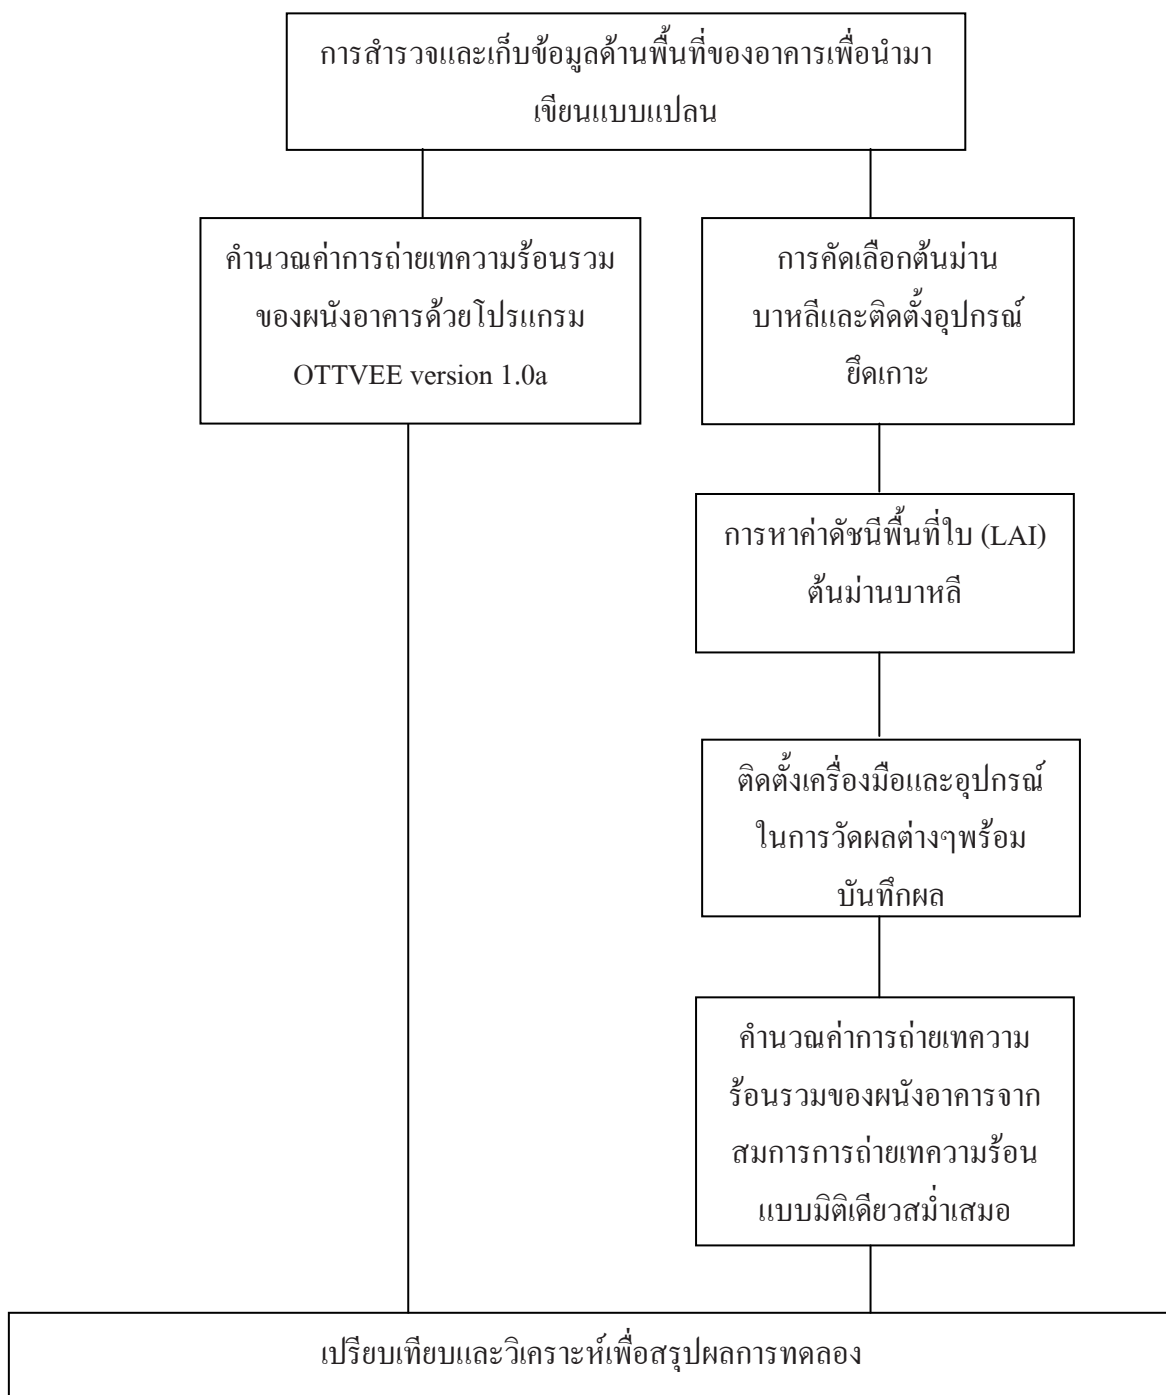 การสำรวจและเก็บข้อมูลด้านพื้นที่ของอาคารเพื่อนำมา
เขียนแบบแปลน
คำนวณค่าการถ่ายเทความร้อนรวม
ของผนังอาคารด้วยโปรแกรม
OTTVEE version 1.0a
การคัดเลือกต้นม่าน
บาหลีและติดตั้งอุปกรณ์
ยึดเกาะ
การหาค่าดัชนีพื้นที่ใบ (LAI)
ต้นม่านบาหลี
ติดตั้งเครื่องมือและอุปกรณ์
ในการวัดผลต่างๆพร้อม
บันทึกผล
คำนวณค่าการถ่ายเทความ
ร้อนรวมของผนังอาคารจาก
สมการการถ่ายเทความร้อน
แบบมิติเดียวสม่ำเสมอ
เปรียบเทียบและวิเคราะห์เพื่อสรุปผลการทดลอง